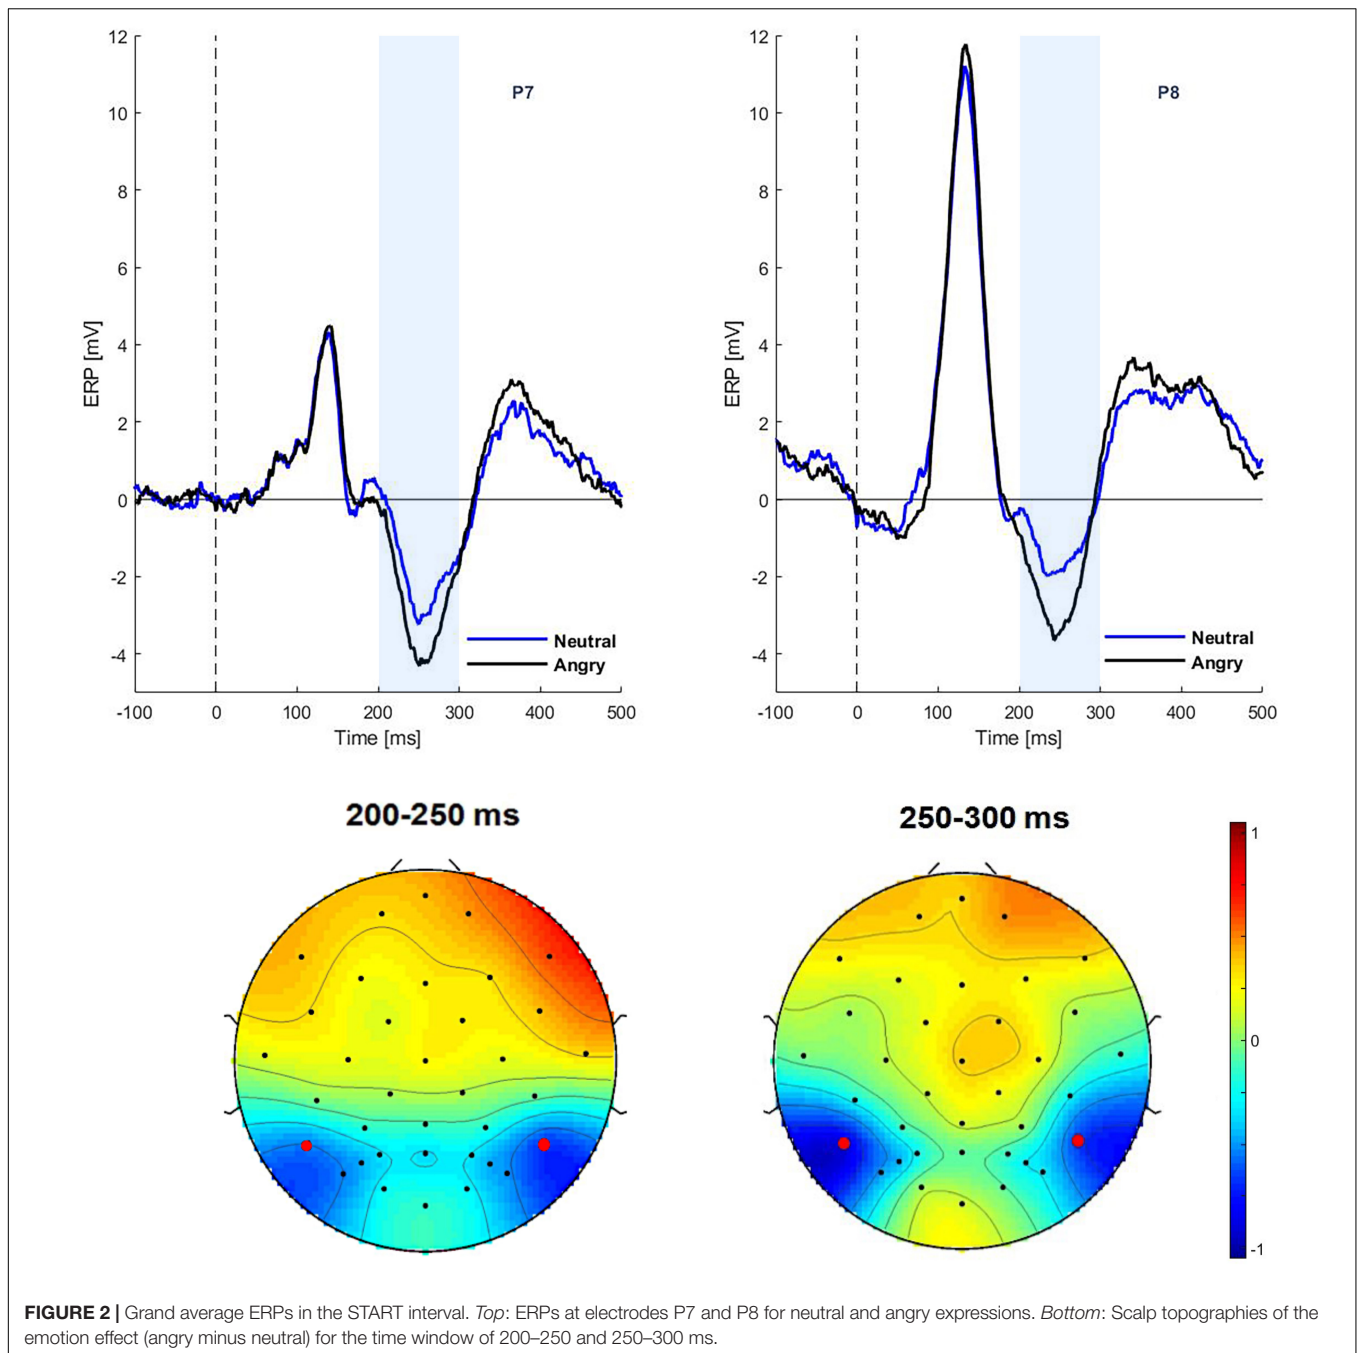 12
10
8
6
4
2
0
-2
-4
ERP [mV]
P7
Neutral
Angry
-100 0 100 200 300 400 500
Time [ms]
12
10
8
6
4
2
0
-2
-4
ERP [mV]
P8
Neutral
Angry
-100 0 100 200 300 400 500
Time [ms]
200-250 ms
250-300 ms
1
0
-1
FIGURE 2 | Grand average ERPs in the START interval. Top: ERPs at electrodes P7 and P8 for neutral and angry expressions. Bottom: Scalp topographies of the
emotion effect (angry minus neutral) for the time window of 200–250 and 250–300 ms.